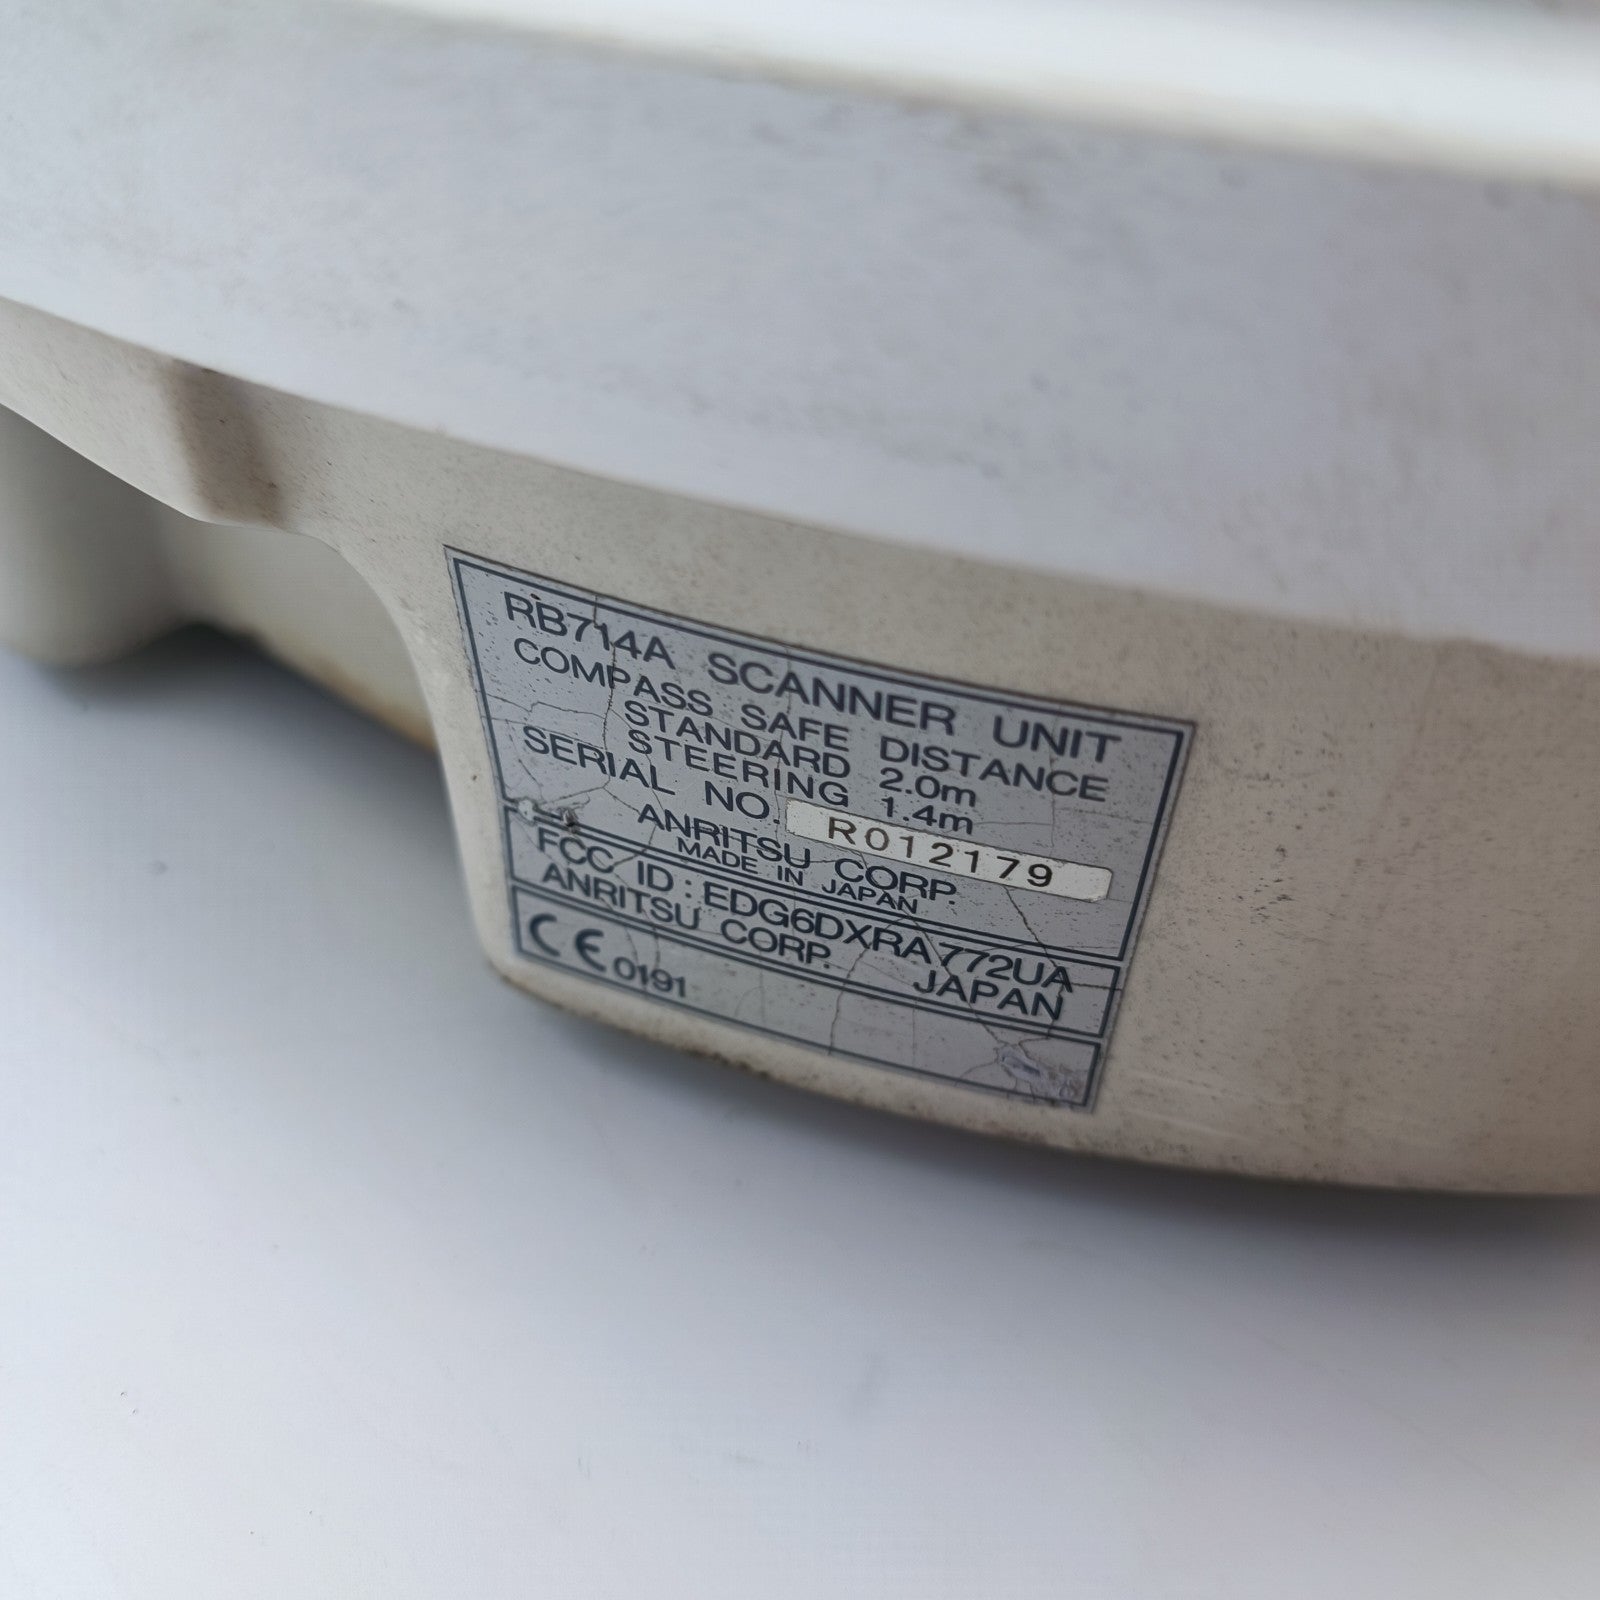 RB714A SCANNER UNIT
COMPASS SAFE DISTANCE
STANDARD 2.0m
STEERING 1.4m
SERIAL NO. R012179
ANRITSU CORP.
MADE IN JAPAN
FCC ID : EDG6DXRA772UA
ANRITSU CORP. JAPAN
CE 0191